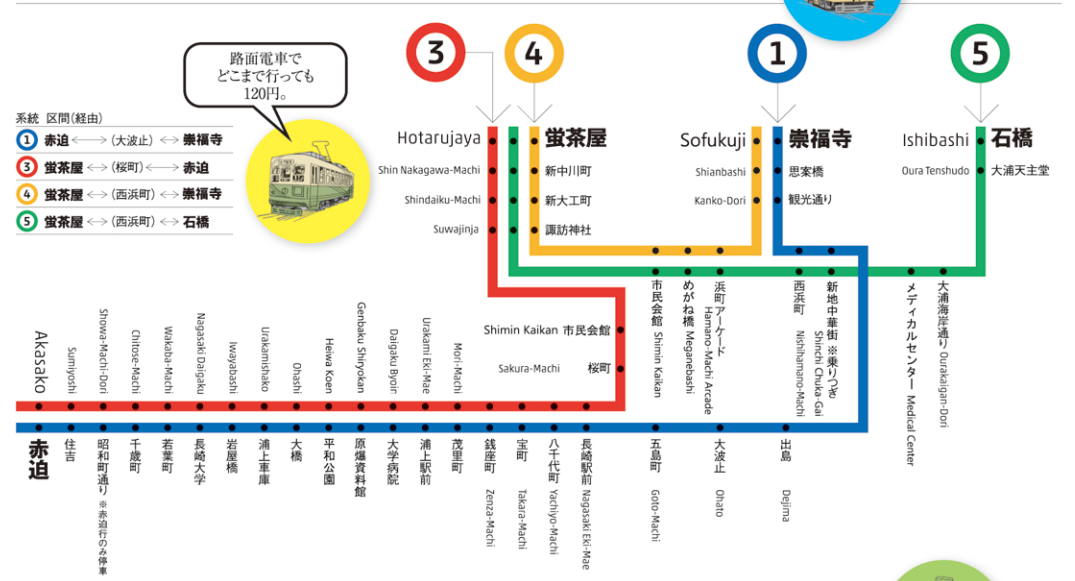 路面電車で
どこまで行っても
120円。
3
4
1
5
系統 区間(経由)
1 赤迫 ⟷ (大波止) ⟷ 崇福寺
3 蛍茶屋 ⟷ (桜町) ⟷ 赤迫
4 蛍茶屋 ⟷ (西浜町) ⟷ 崇福寺
5 蛍茶屋 ⟷ (西浜町) ⟷ 石橋
Hotarujaya 蛍茶屋
Shin Nakagawa-Machi 新中川町
Shindaiku-Machi 新大工町
Suwajinja 諏訪神社
Sofukuji 崇福寺
Shianbashi 思案橋
Kanko-Dori 観光通り
Ishibashi 石橋
Oura Tenshudo 大浦天主堂
市民会館 Shimin Kaikan
めがね橋 Meganebashi
浜町アーケード Hamano-Machi Arcade
西浜町 Nishihamano-Machi
新地中華街 ※乗りつぎ Shinchi Chuka-Gai
メディカルセンター Medical Center
大浦海岸通り Ourakaigan-Dori
Shimin Kaikan 市民会館
Sakura-Machi 桜町
Akasako 赤迫
Sumiyoshi 住吉
Showa-Machi-Dori 昭和町通り ※赤迫行のみ停車
Chitose-Machi 千歳町
Wakaba-Machi 若葉町
Nagasaki Daigaku 長崎大学
Iwayabashi 岩屋橋
Urakamishako 浦上車庫
Ohashi 大橋
Heiwa Koen 平和公園
Genbaku Shiryokan 原爆資料館
Daigaku Byoin 大学病院
Urakami Eki-Mae 浦上駅前
Mori-Machi 茂里町
銭座町 Zenza-Machi
宝町 Takara-Machi
八千代町 Yachiyo-Machi
長崎駅前 Nagasaki Eki-Mae
五島町 Goto-Machi
大波止 Ohato
出島 Dejima